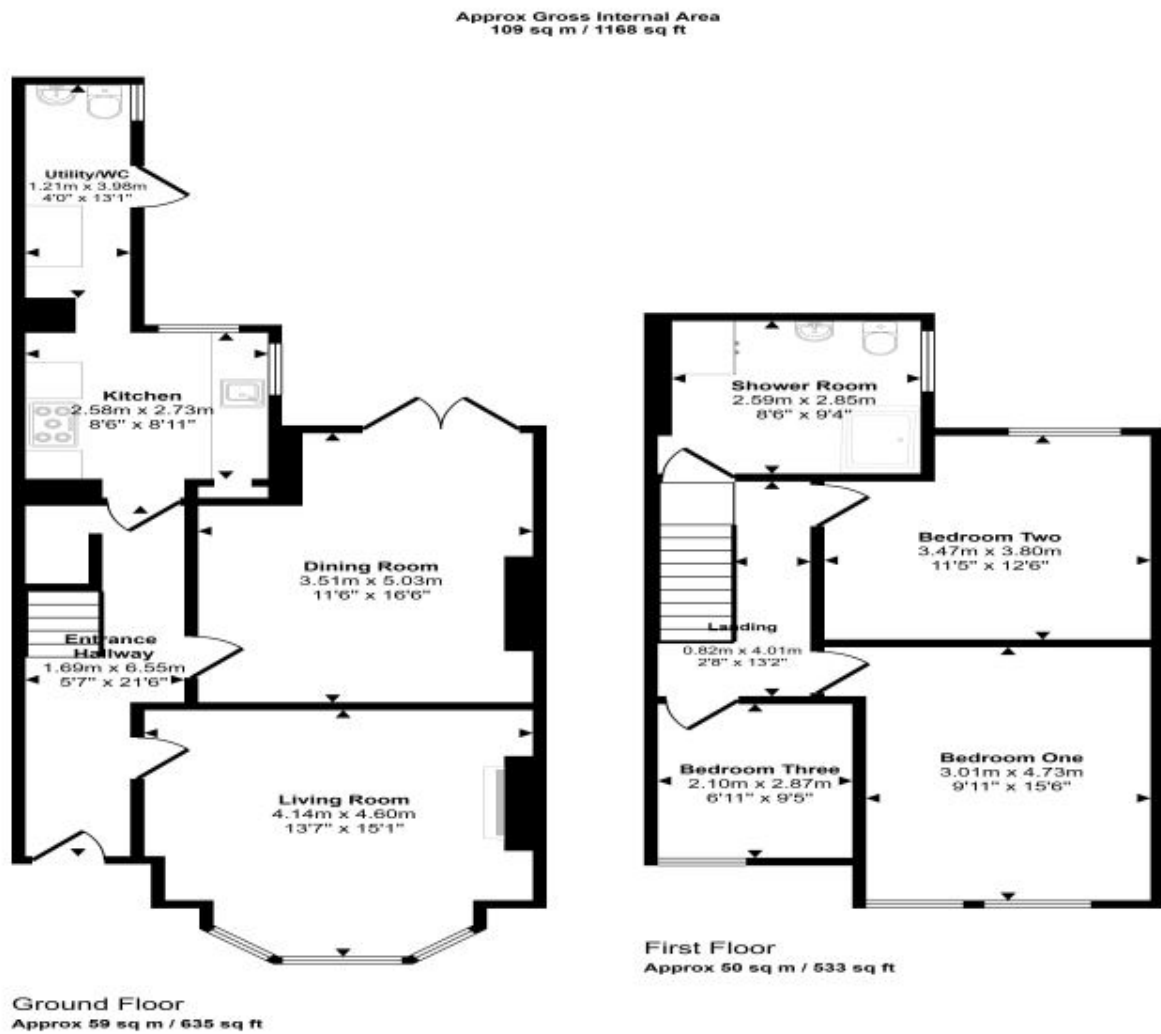 Approx Gross Internal Area
109 sq m / 1168 sq ft
Utility/WC
1.21m x 3.98m
4'0" x 13'1"
Kitchen
2.58m x 2.73m
8'6" x 8'11"
Dining Room
3.51m x 5.03m
11'6" x 16'6"
Entrance
Hallway
1.69m x 6.55m
5'7" x 21'6"
Living Room
4.14m x 4.60m
13'7" x 15'1"
Ground Floor
Approx 59 sq m / 635 sq ft
Shower Room
2.59m x 2.85m
8'6" x 9'4"
Bedroom Two
3.47m x 3.80m
11'5" x 12'6"
Landing
0.82m x 4.01m
2'8" x 13'2"
Bedroom Three
2.10m x 2.87m
6'11" x 9'5"
Bedroom One
3.01m x 4.73m
9'11" x 15'6"
First Floor
Approx 50 sq m / 533 sq ft